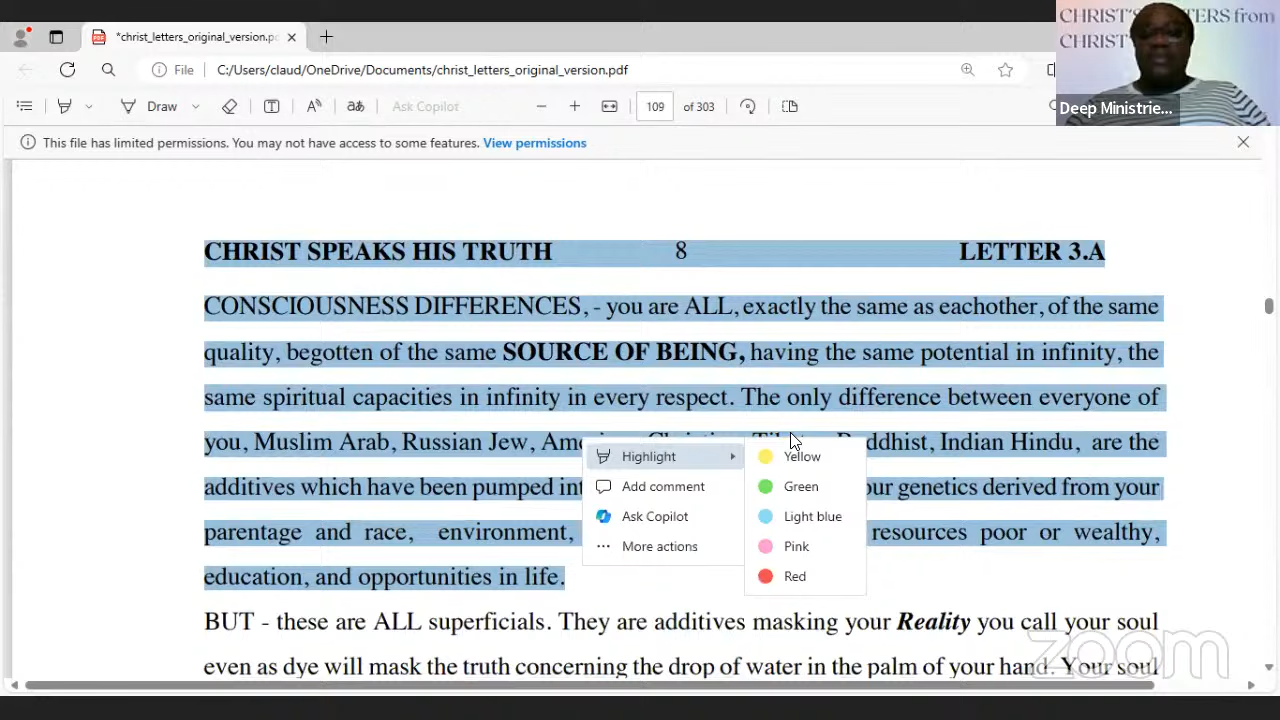 CHRIST'S LETTERS from
CHRIST
Deep Ministrie...
*christ_letters_original_version.p
File C:/Users/claud/OneDrive/Documents/christ_letters_original_version.pdf
Draw
Ask Copilot
109 of 303
This file has limited permissions. You may not have access to some features. View permissions
CHRIST SPEAKS HIS TRUTH 8 LETTER 3.A
CONSCIOUSNESS DIFFERENCES, - you are ALL, exactly the same as eachother, of the same
quality, begotten of the same SOURCE OF BEING, having the same potential in infinity, the
same spiritual capacities in infinity in every respect. The only difference between everyone of
you, Muslim Arab, Russian Jew, Indian Hindu, are the
additives which have been pumped genetics derived from your
parentage and race, environment, resources poor or wealthy,
education, and opportunities in life.
BUT - these are ALL superficials. They are additives masking your Reality you call your soul
even as dye will mask the truth concerning the drop of water in the palm of your hand. Your soul
Highlight
Add comment
Ask Copilot
More actions
Yellow
Green
Light blue
Pink
Red
zoom